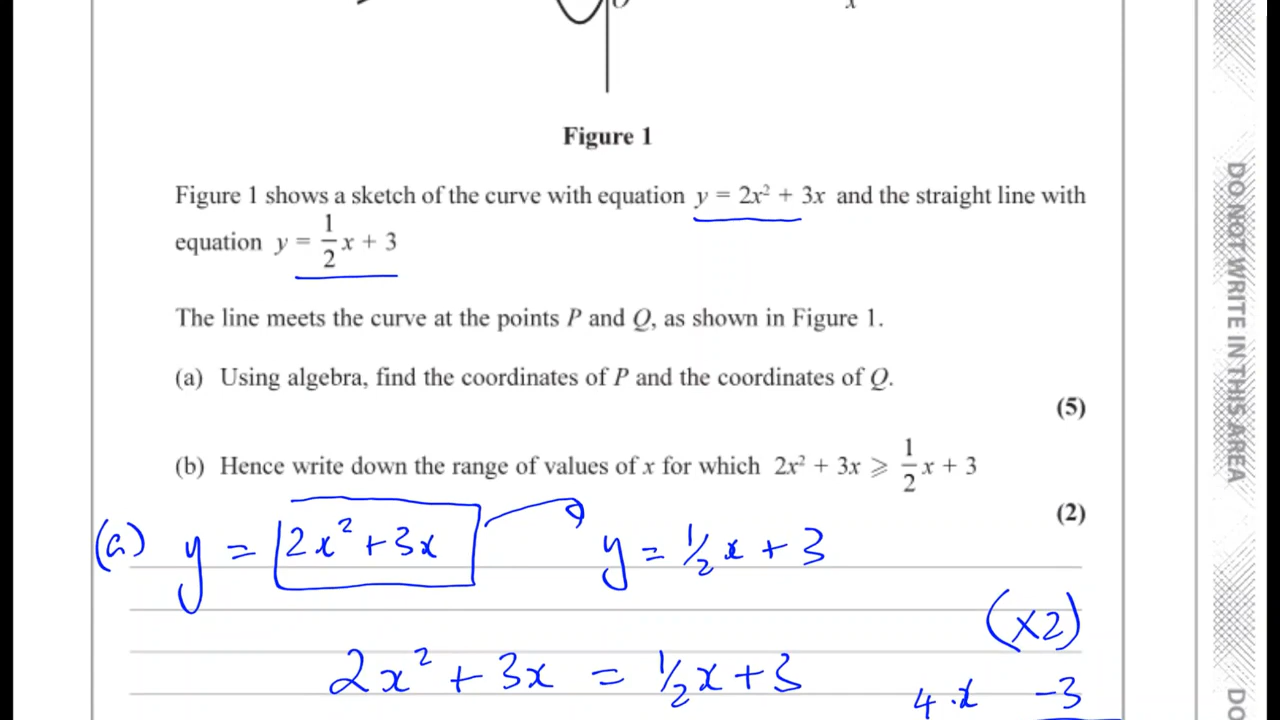 Figure 1
Figure 1 shows a sketch of the curve with equation y = 2x² + 3x and the straight line with
equation y = 1/2 x + 3
The line meets the curve at the points P and Q, as shown in Figure 1.
(a) Using algebra, find the coordinates of P and the coordinates of Q.
(5)
(b) Hence write down the range of values of x for which 2x² + 3x ⩾ 1/2 x + 3
(2)
(a) y = 2x² + 3x y = 1/2 x + 3
(x2)
2x² + 3x = 1/2 x + 3
4.x -3
DO NOT WRITE IN THIS AREA
DO